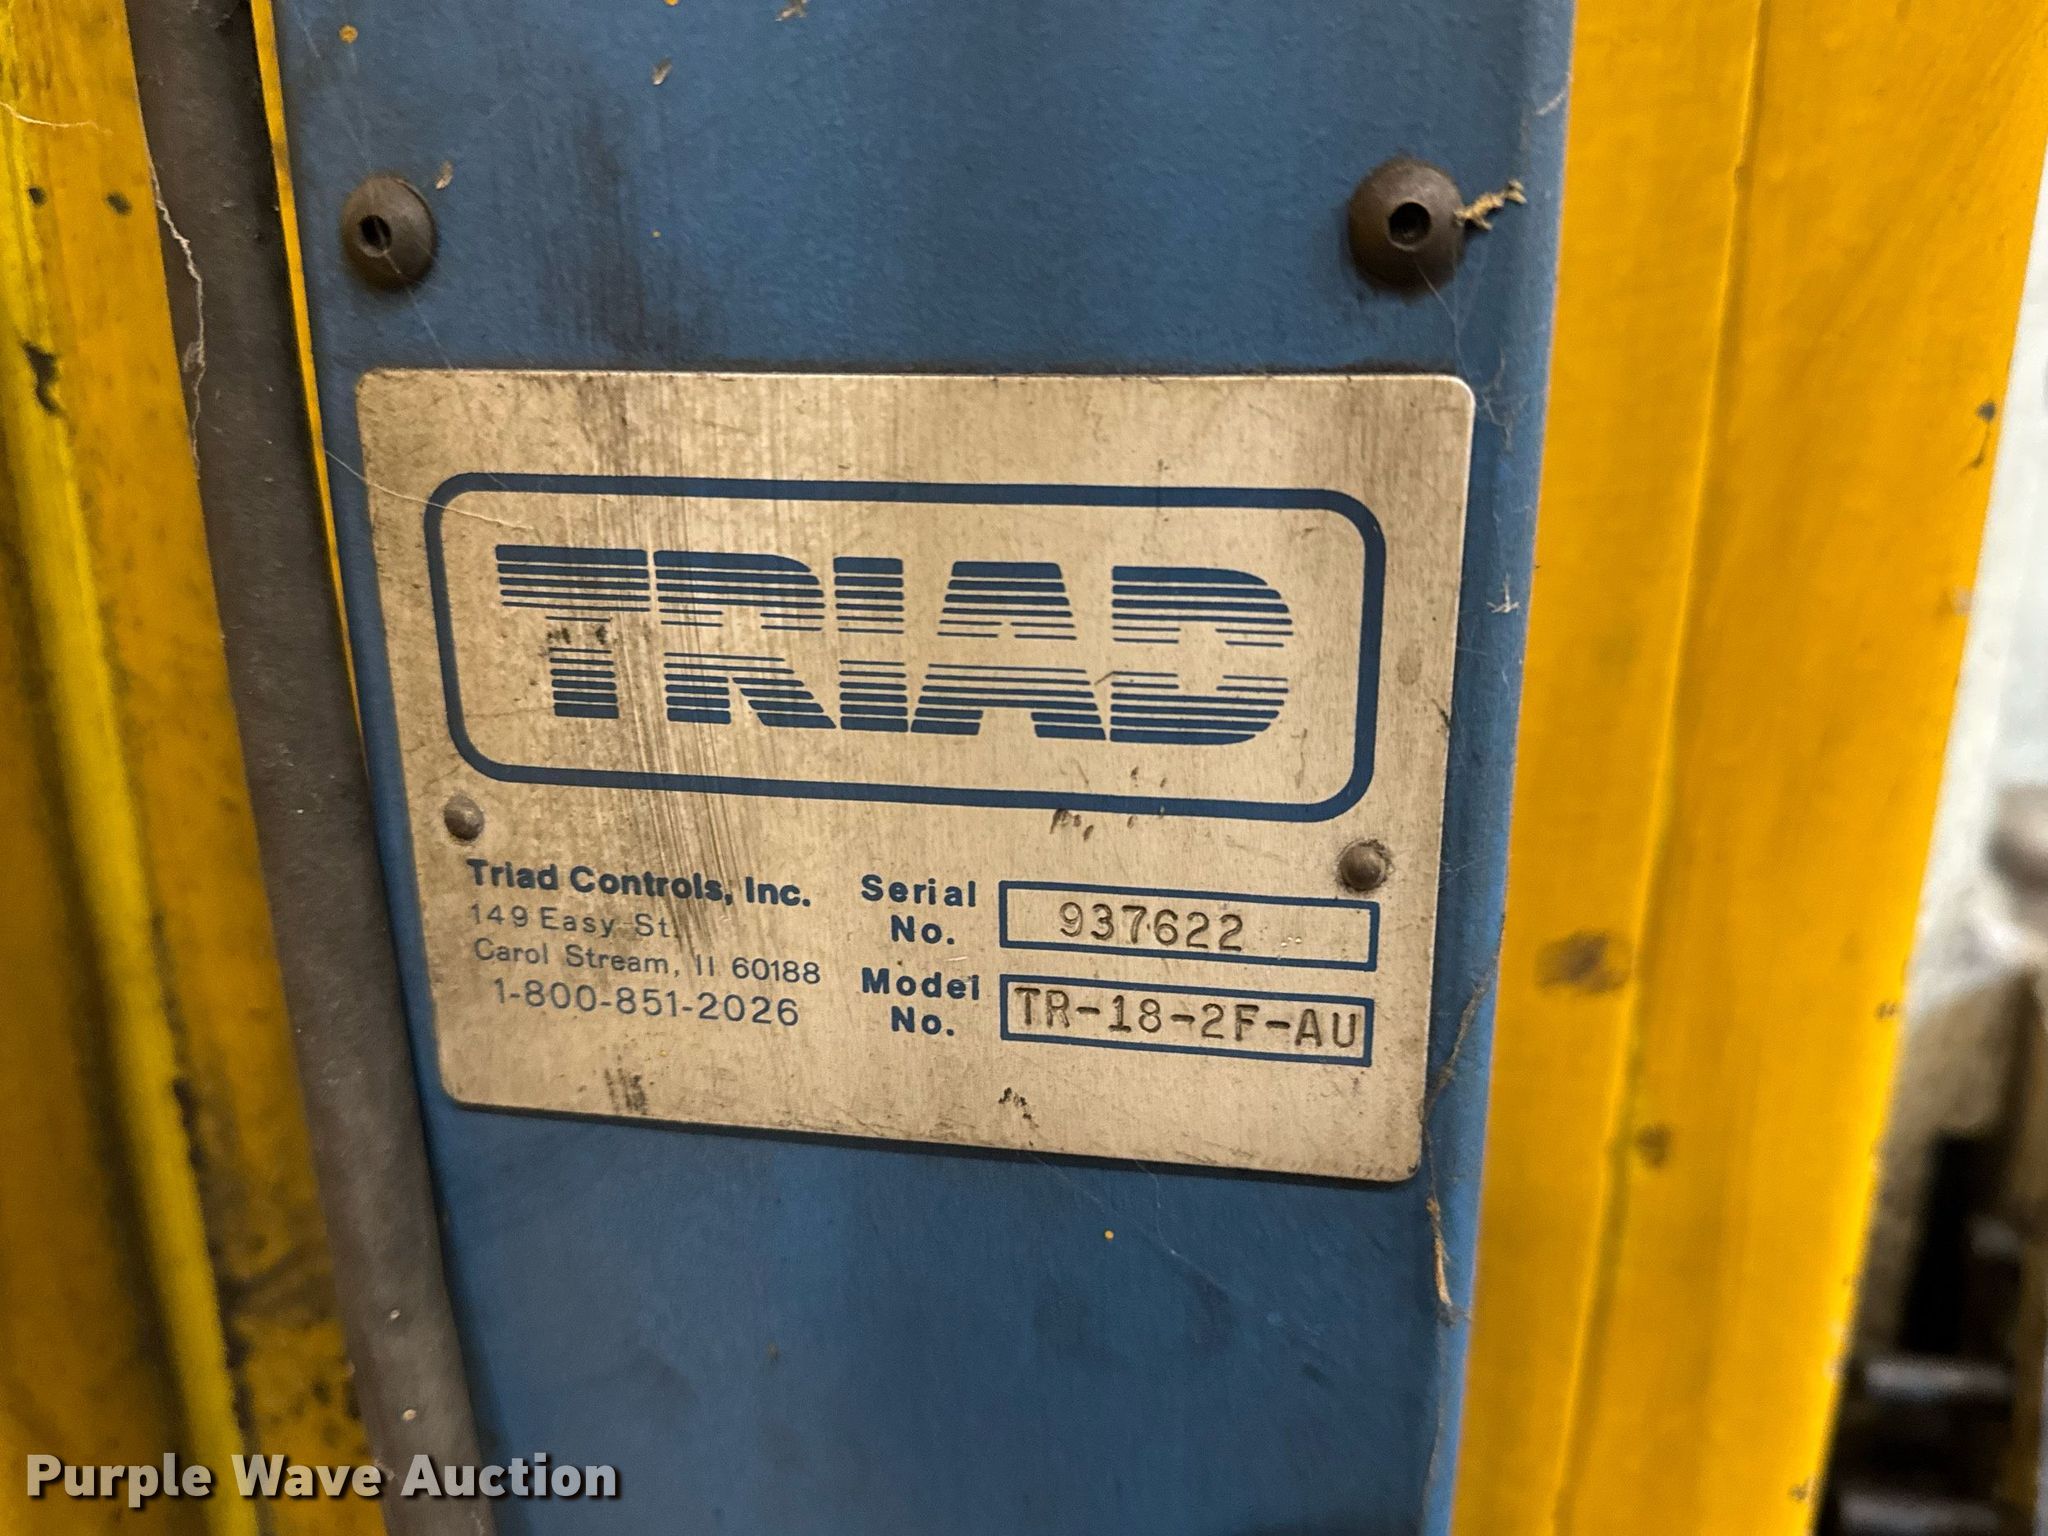 TRIAD
Triad Controls, Inc.
149 Easy St.
Carol Stream, Il 60188
1-800-851-2026
Serial No. 937622
Model No. TR-18-2F-AU
Purple Wave Auction